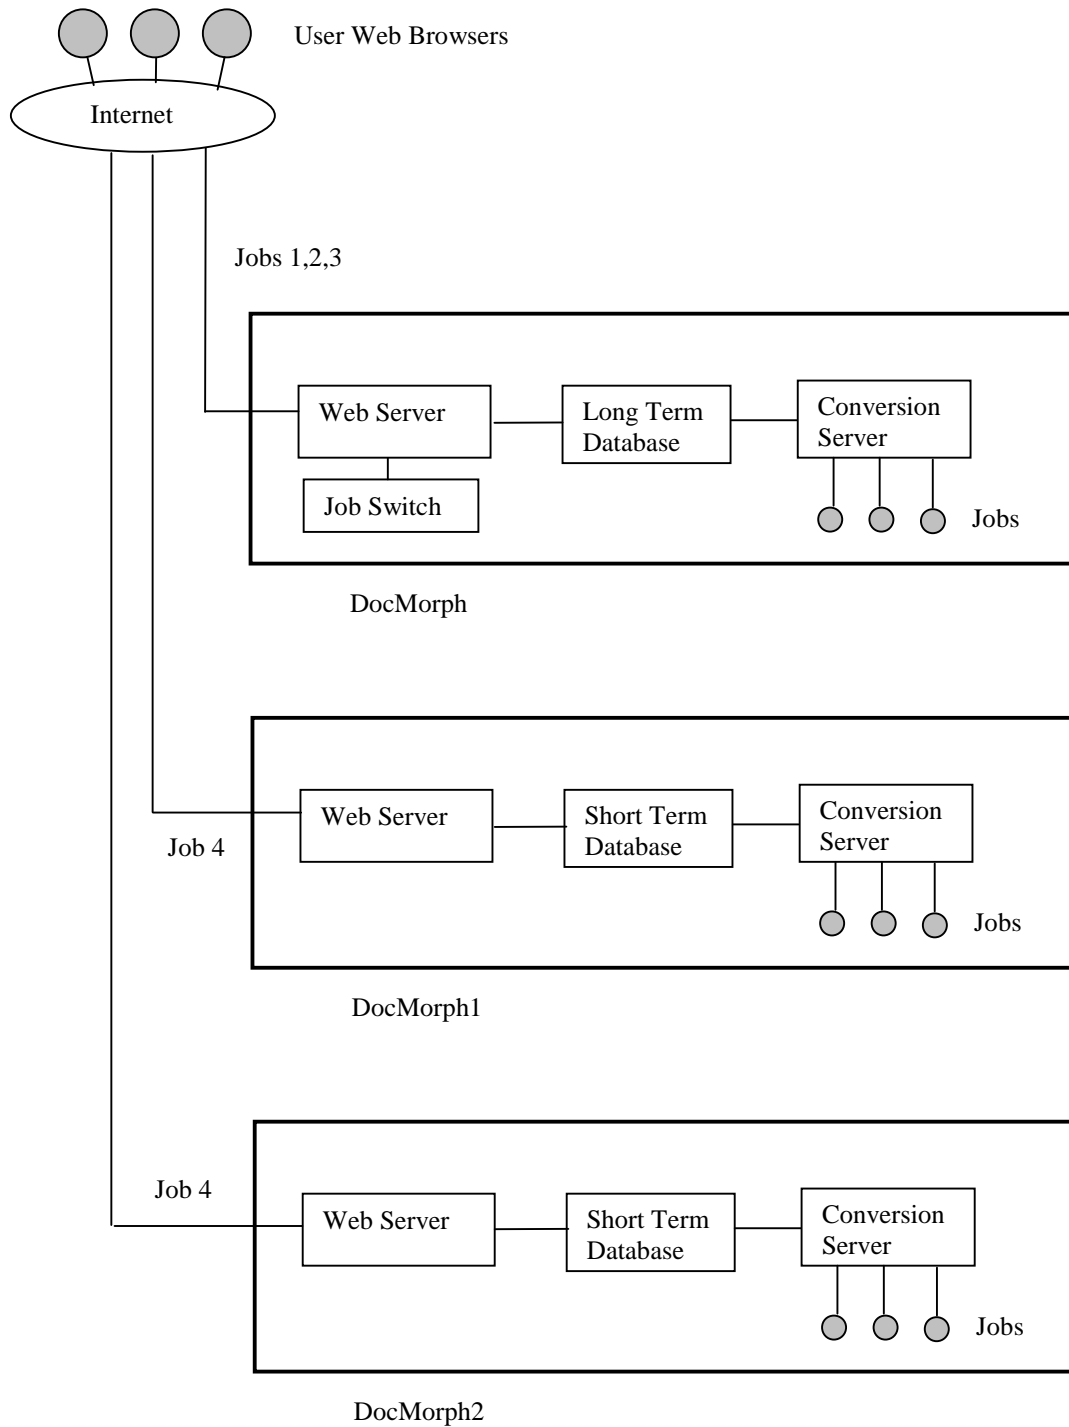 User Web Browsers
Internet
Jobs 1,2,3
Web Server
Long Term
Database
Conversion
Server
Job Switch
Jobs
DocMorph
Web Server
Short Term
Database
Conversion
Server
Job 4
Jobs
DocMorph1
Job 4
Web Server
Short Term
Database
Conversion
Server
Jobs
DocMorph2